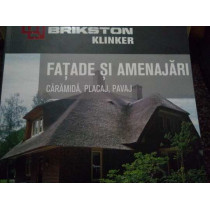 BRIKSTON
KLINKER
FAȚADE ȘI AMENAJĂRI
CĂRĂMIDĂ, PLACAJ, PAVAJ